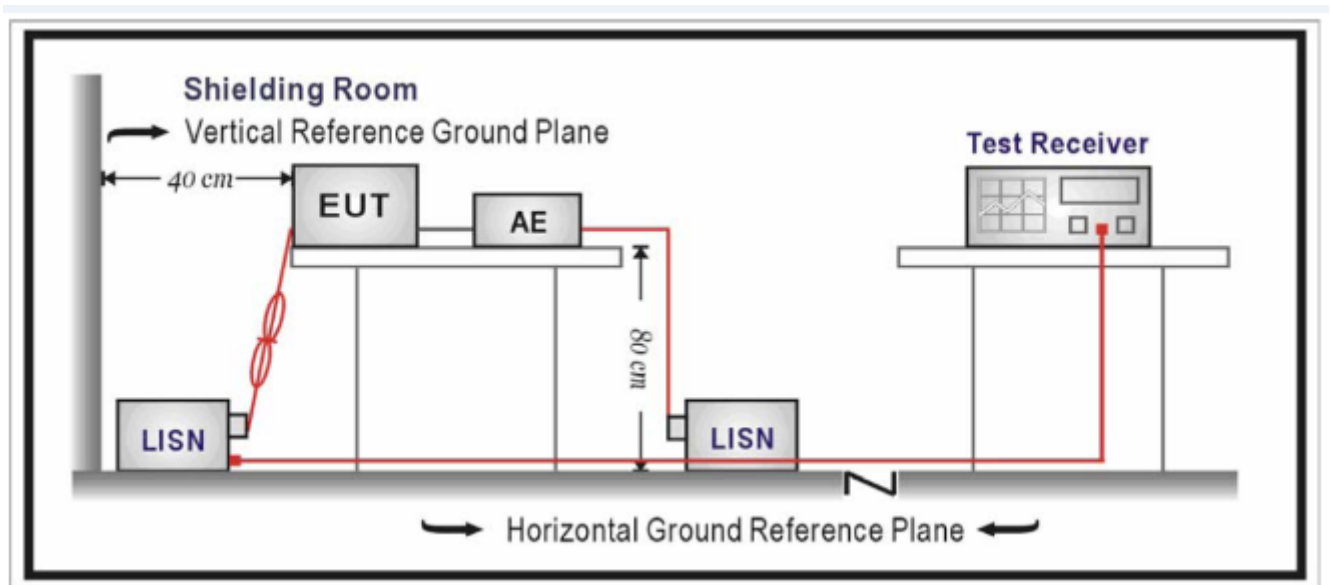 Shielding Room
Vertical Reference Ground Plane
40 cm
EUT
AE
Test Receiver
80 cm
LISN
LISN
Horizontal Ground Reference Plane